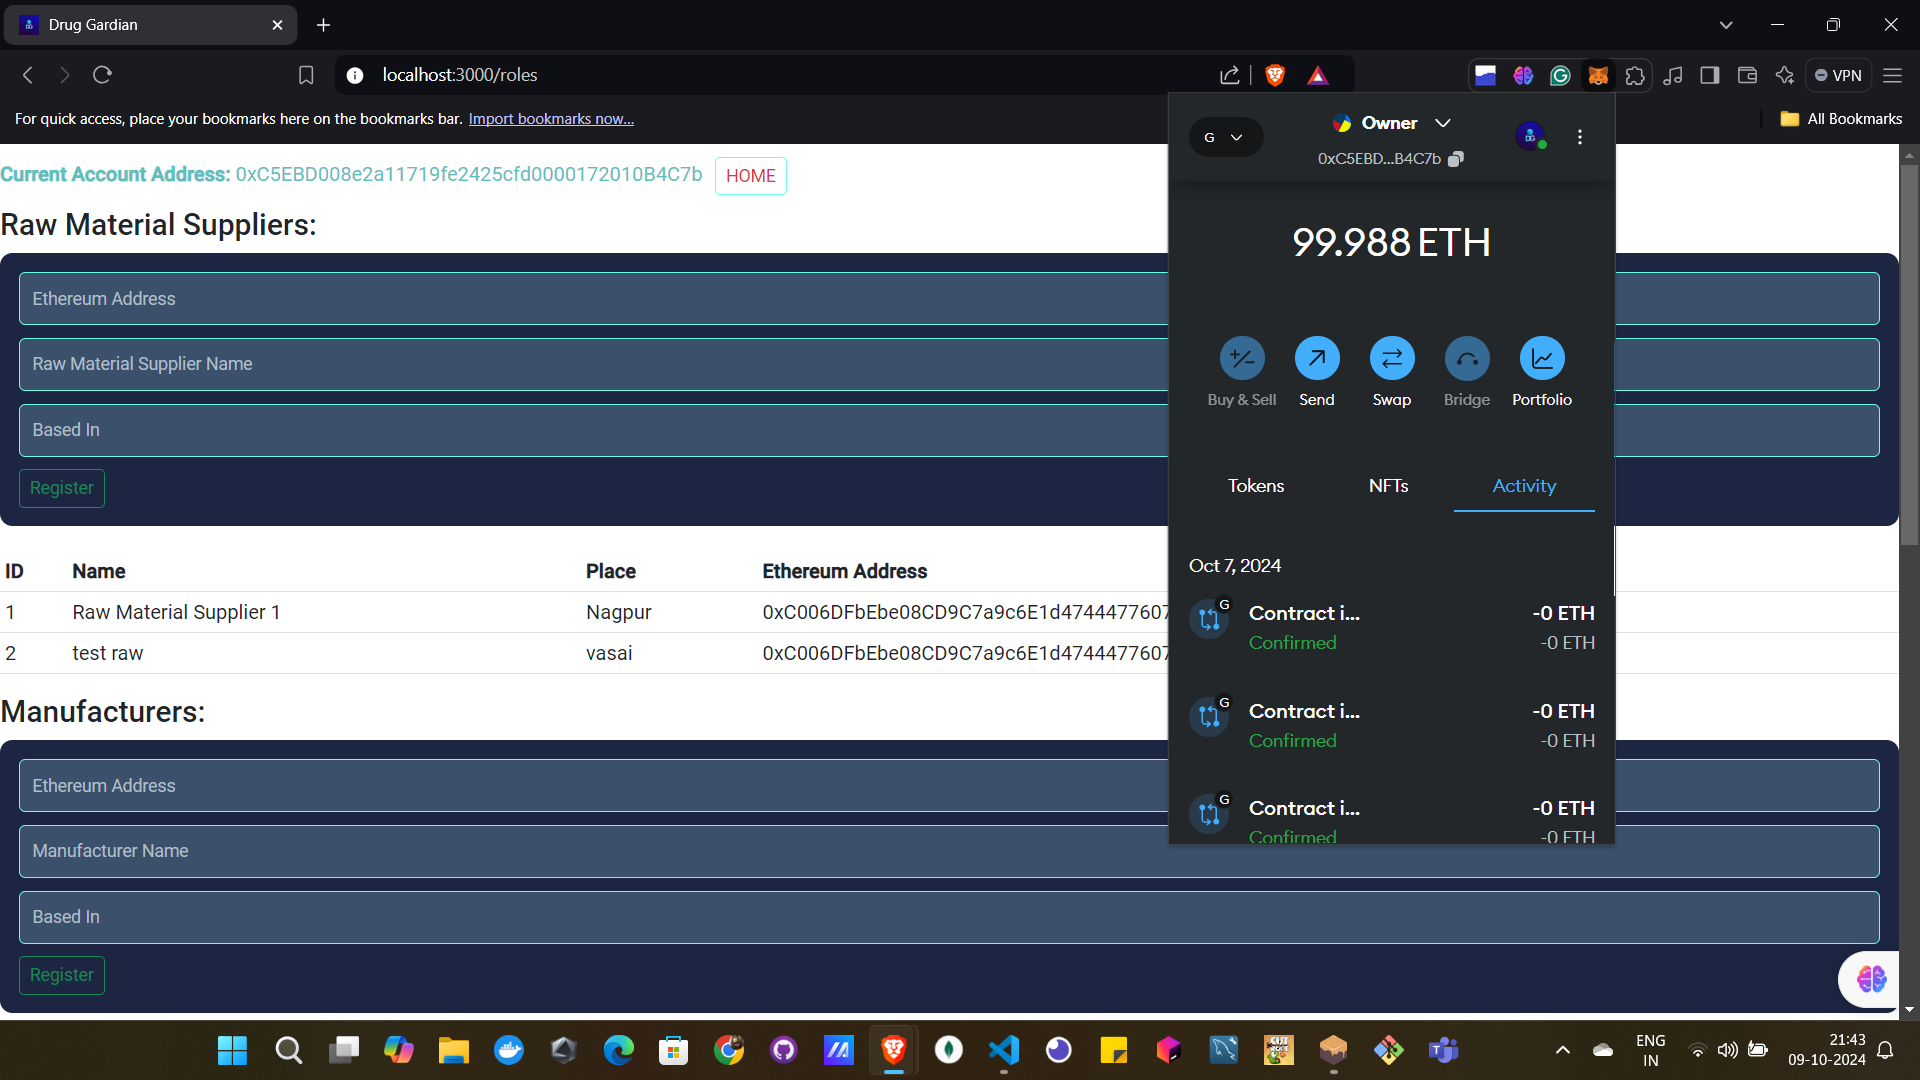 Drug Gardian
localhost:3000/roles
VPN
For quick access, place your bookmarks here on the bookmarks bar. Import bookmarks now...
All Bookmarks
Current Account Address: 0xC5EBD008e2a11719fe2425cfd0000172010B4C7b
HOME
Raw Material Suppliers:
Ethereum Address
Raw Material Supplier Name
Based In
Register
ID Name Place Ethereum Address
1 Raw Material Supplier 1 Nagpur 0xC006DFbEbe08CD9C7a9c6E1d4744477607
2 test raw vasai 0xC006DFbEbe08CD9C7a9c6E1d4744477607
Manufacturers:
Ethereum Address
Manufacturer Name
Based In
Register
G
Owner
0xC5EBD...B4C7b
DG
99.988 ETH
Buy & Sell
Send
Swap
Bridge
Portfolio
Tokens
NFTs
Activity
Oct 7, 2024
G
Contract i... -0 ETH
Confirmed -0 ETH
G
Contract i... -0 ETH
Confirmed -0 ETH
G
Contract i... -0 ETH
Confirmed -0 ETH
CUT
ROPE
ENG
IN
21:43
09-10-2024